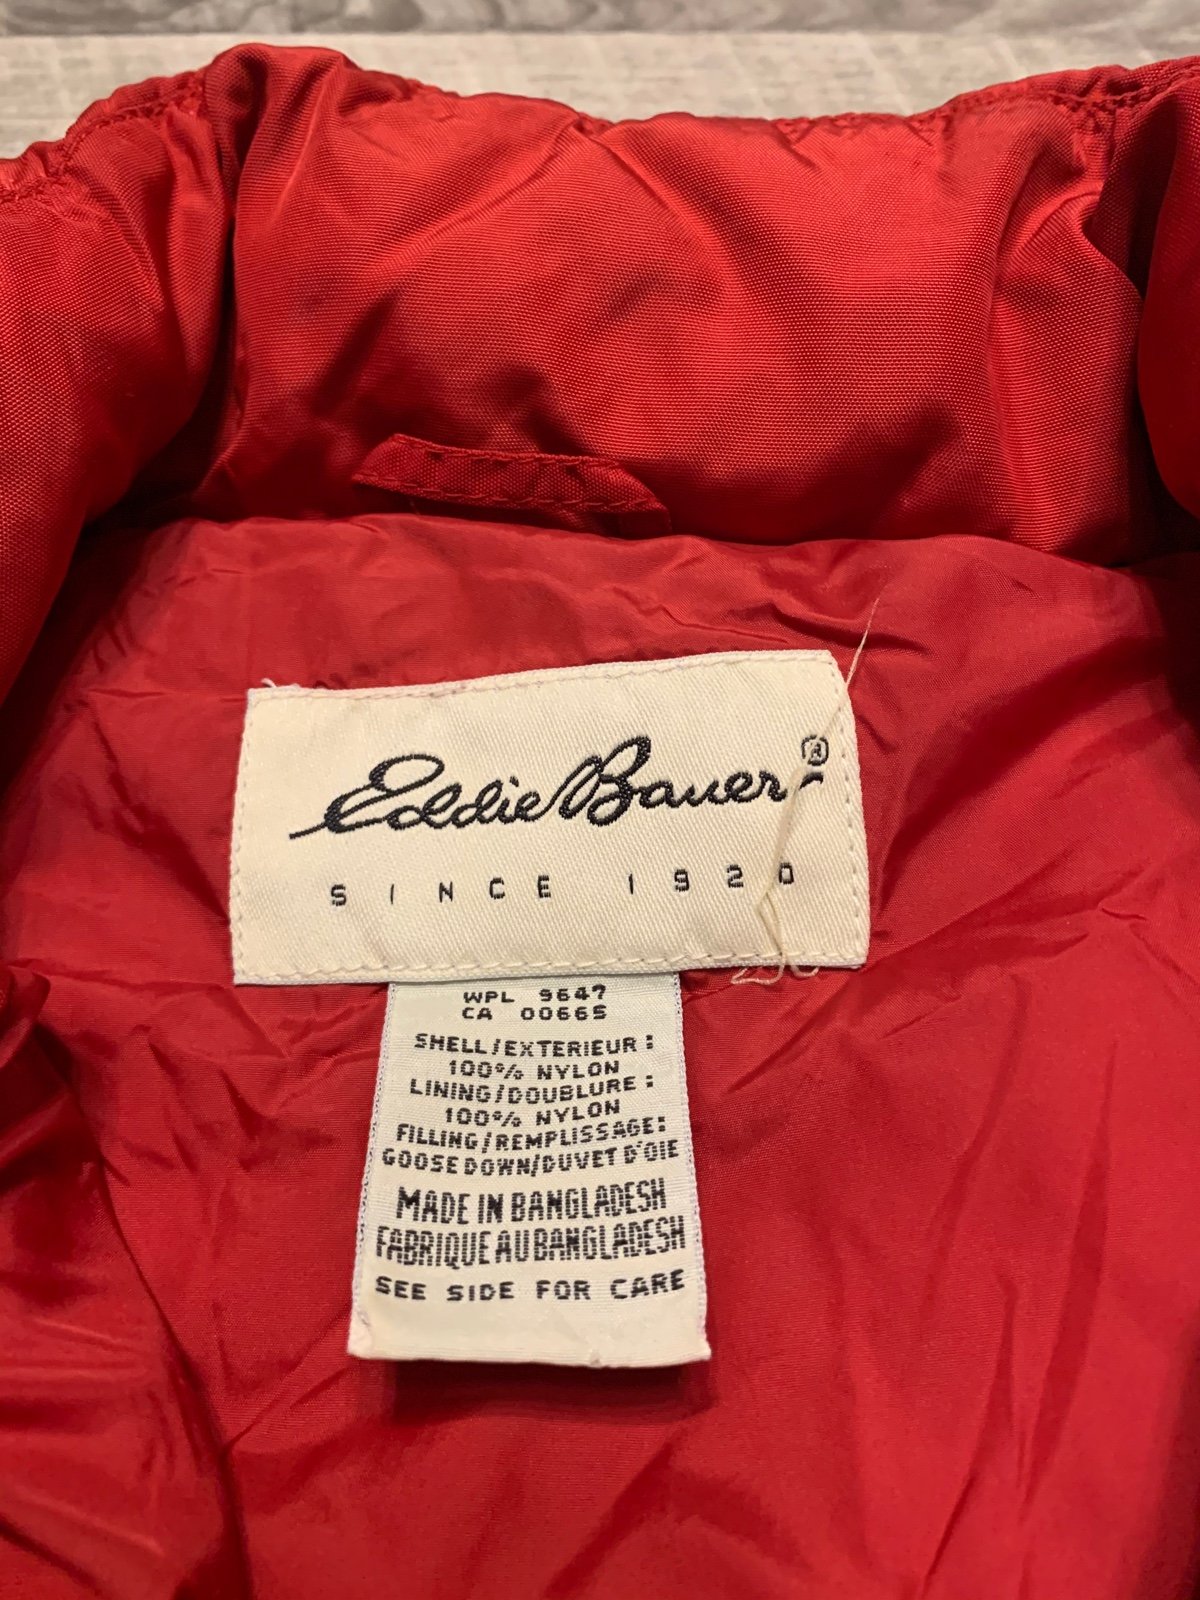 Eddie Bauer®
SINCE 1920
WPL 9647
CA 00665
SHELL/EXTERIEUR:
100% NYLON
LINING/DOUBLURE:
100% NYLON
FILLING/REMPLISSAGE:
GOOSE DOWN/DUVET D'OIE
MADE IN BANGLADESH
FABRIQUE AU BANGLADESH
SEE SIDE FOR CARE